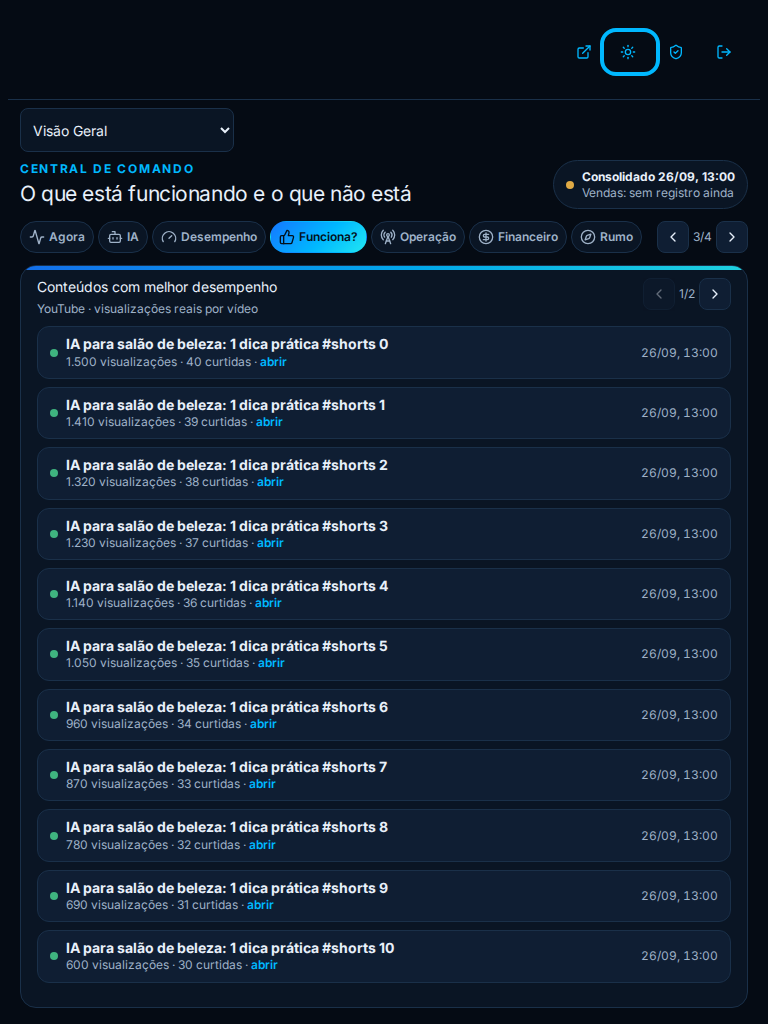 Visão Geral
CENTRAL DE COMANDO
O que está funcionando e o que não está
Consolidado 26/09, 13:00
Vendas: sem registro ainda
Agora
IA
Desempenho
Funciona?
Operação
Financeiro
Rumo
3/4
Conteúdos com melhor desempenho
YouTube · visualizações reais por vídeo
1/2
IA para salão de beleza: 1 dica prática #shorts 0
1.500 visualizações · 40 curtidas · abrir
26/09, 13:00
IA para salão de beleza: 1 dica prática #shorts 1
1.410 visualizações · 39 curtidas · abrir
26/09, 13:00
IA para salão de beleza: 1 dica prática #shorts 2
1.320 visualizações · 38 curtidas · abrir
26/09, 13:00
IA para salão de beleza: 1 dica prática #shorts 3
1.230 visualizações · 37 curtidas · abrir
26/09, 13:00
IA para salão de beleza: 1 dica prática #shorts 4
1.140 visualizações · 36 curtidas · abrir
26/09, 13:00
IA para salão de beleza: 1 dica prática #shorts 5
1.050 visualizações · 35 curtidas · abrir
26/09, 13:00
IA para salão de beleza: 1 dica prática #shorts 6
960 visualizações · 34 curtidas · abrir
26/09, 13:00
IA para salão de beleza: 1 dica prática #shorts 7
870 visualizações · 33 curtidas · abrir
26/09, 13:00
IA para salão de beleza: 1 dica prática #shorts 8
780 visualizações · 32 curtidas · abrir
26/09, 13:00
IA para salão de beleza: 1 dica prática #shorts 9
690 visualizações · 31 curtidas · abrir
26/09, 13:00
IA para salão de beleza: 1 dica prática #shorts 10
600 visualizações · 30 curtidas · abrir
26/09, 13:00